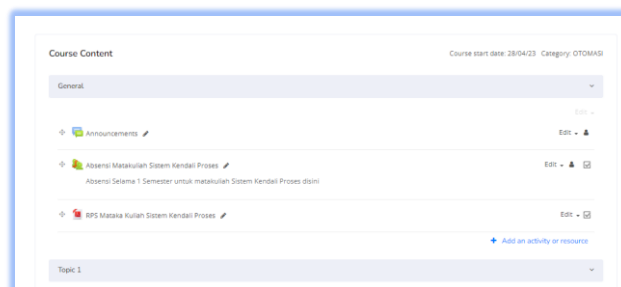 Course Content
Course start date: 28/04/23 Category: OTOMASI
General
Edit
Announcements
Edit
Absensi Matakuliah Sistem Kendali Proses
Edit
Absensi Selama 1 Semester untuk matakuliah Sistem Kendali Proses disini
RPS Mataka Kuliah Sistem Kendali Proses
Edit
+ Add an activity or resource
Topic 1